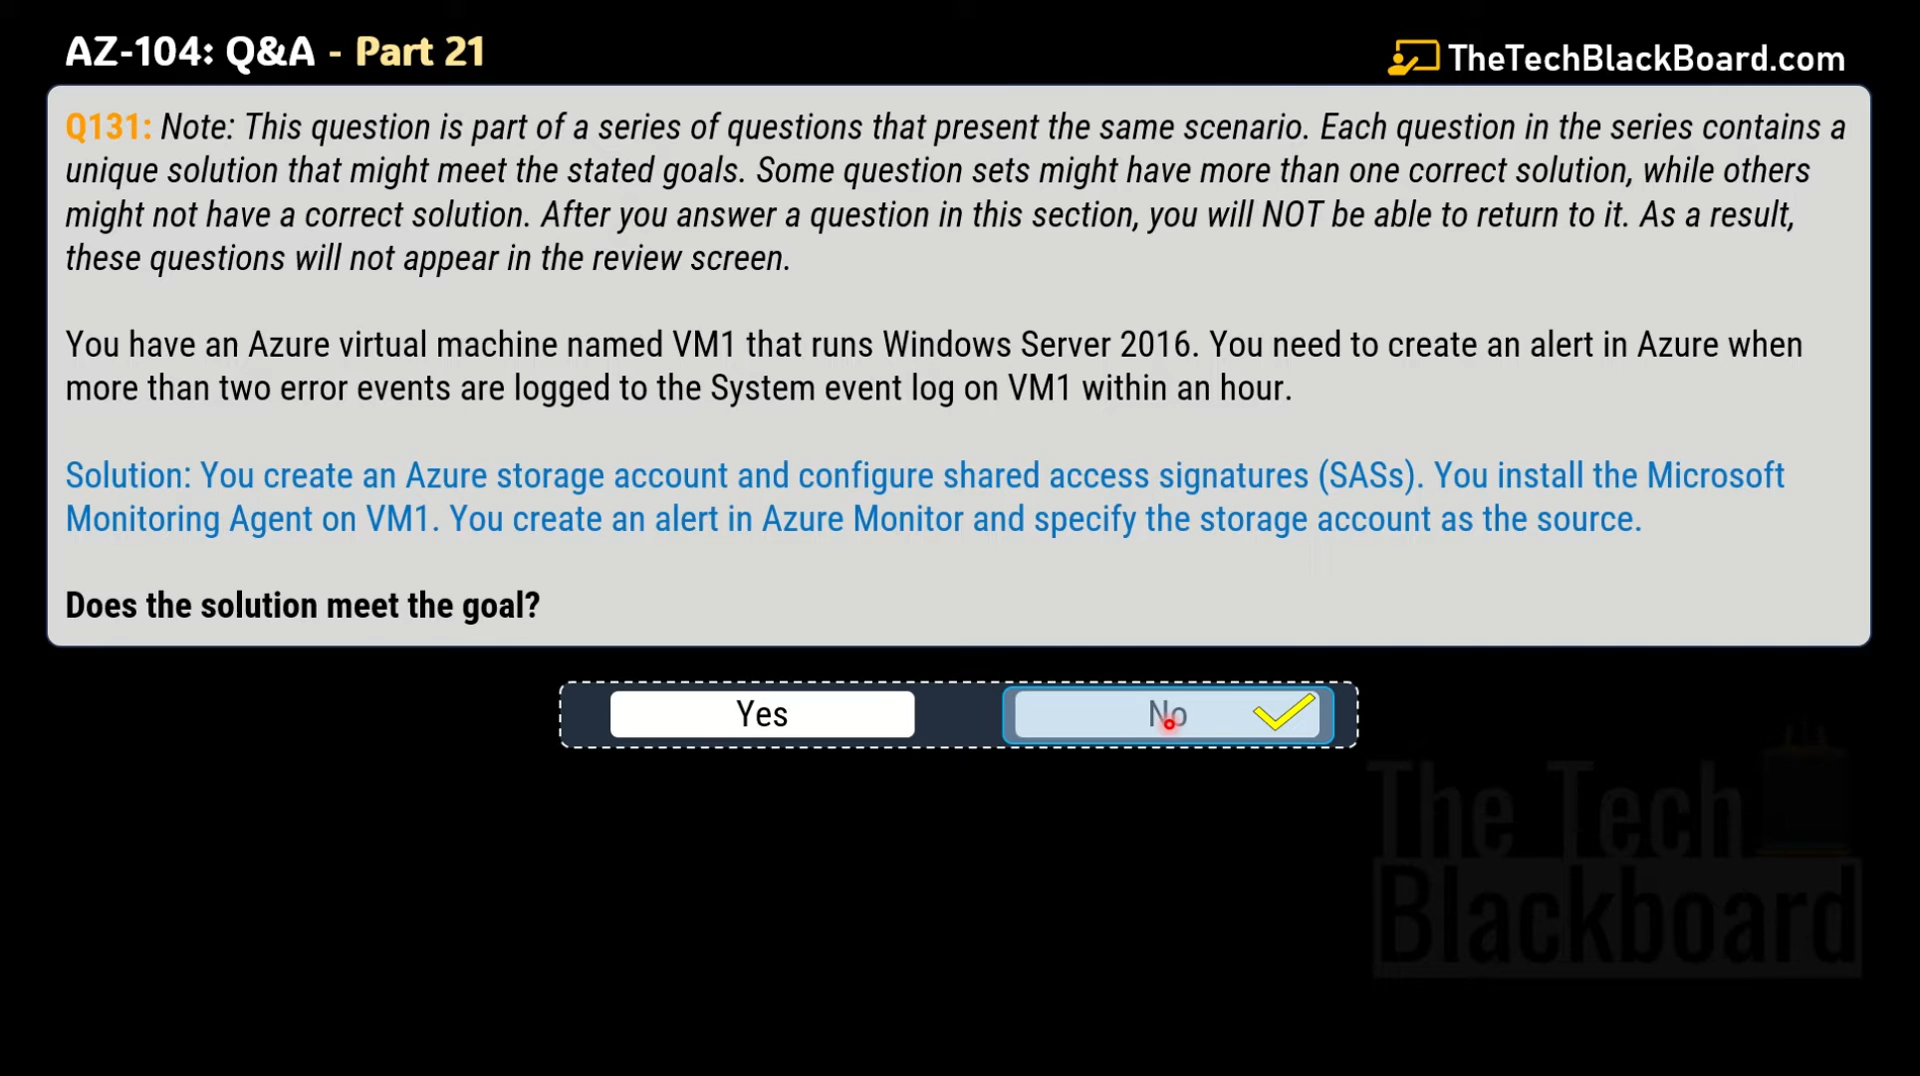 AZ-104: Q&A - Part 21
TheTechBlackBoard.com
Q131: Note: This question is part of a series of questions that present the same scenario. Each question in the series contains a
unique solution that might meet the stated goals. Some question sets might have more than one correct solution, while others
might not have a correct solution. After you answer a question in this section, you will NOT be able to return to it. As a result,
these questions will not appear in the review screen.
You have an Azure virtual machine named VM1 that runs Windows Server 2016. You need to create an alert in Azure when
more than two error events are logged to the System event log on VM1 within an hour.
Solution: You create an Azure storage account and configure shared access signatures (SASs). You install the Microsoft
Monitoring Agent on VM1. You create an alert in Azure Monitor and specify the storage account as the source.
Does the solution meet the goal?
Yes
No
The Tech
Blackboard